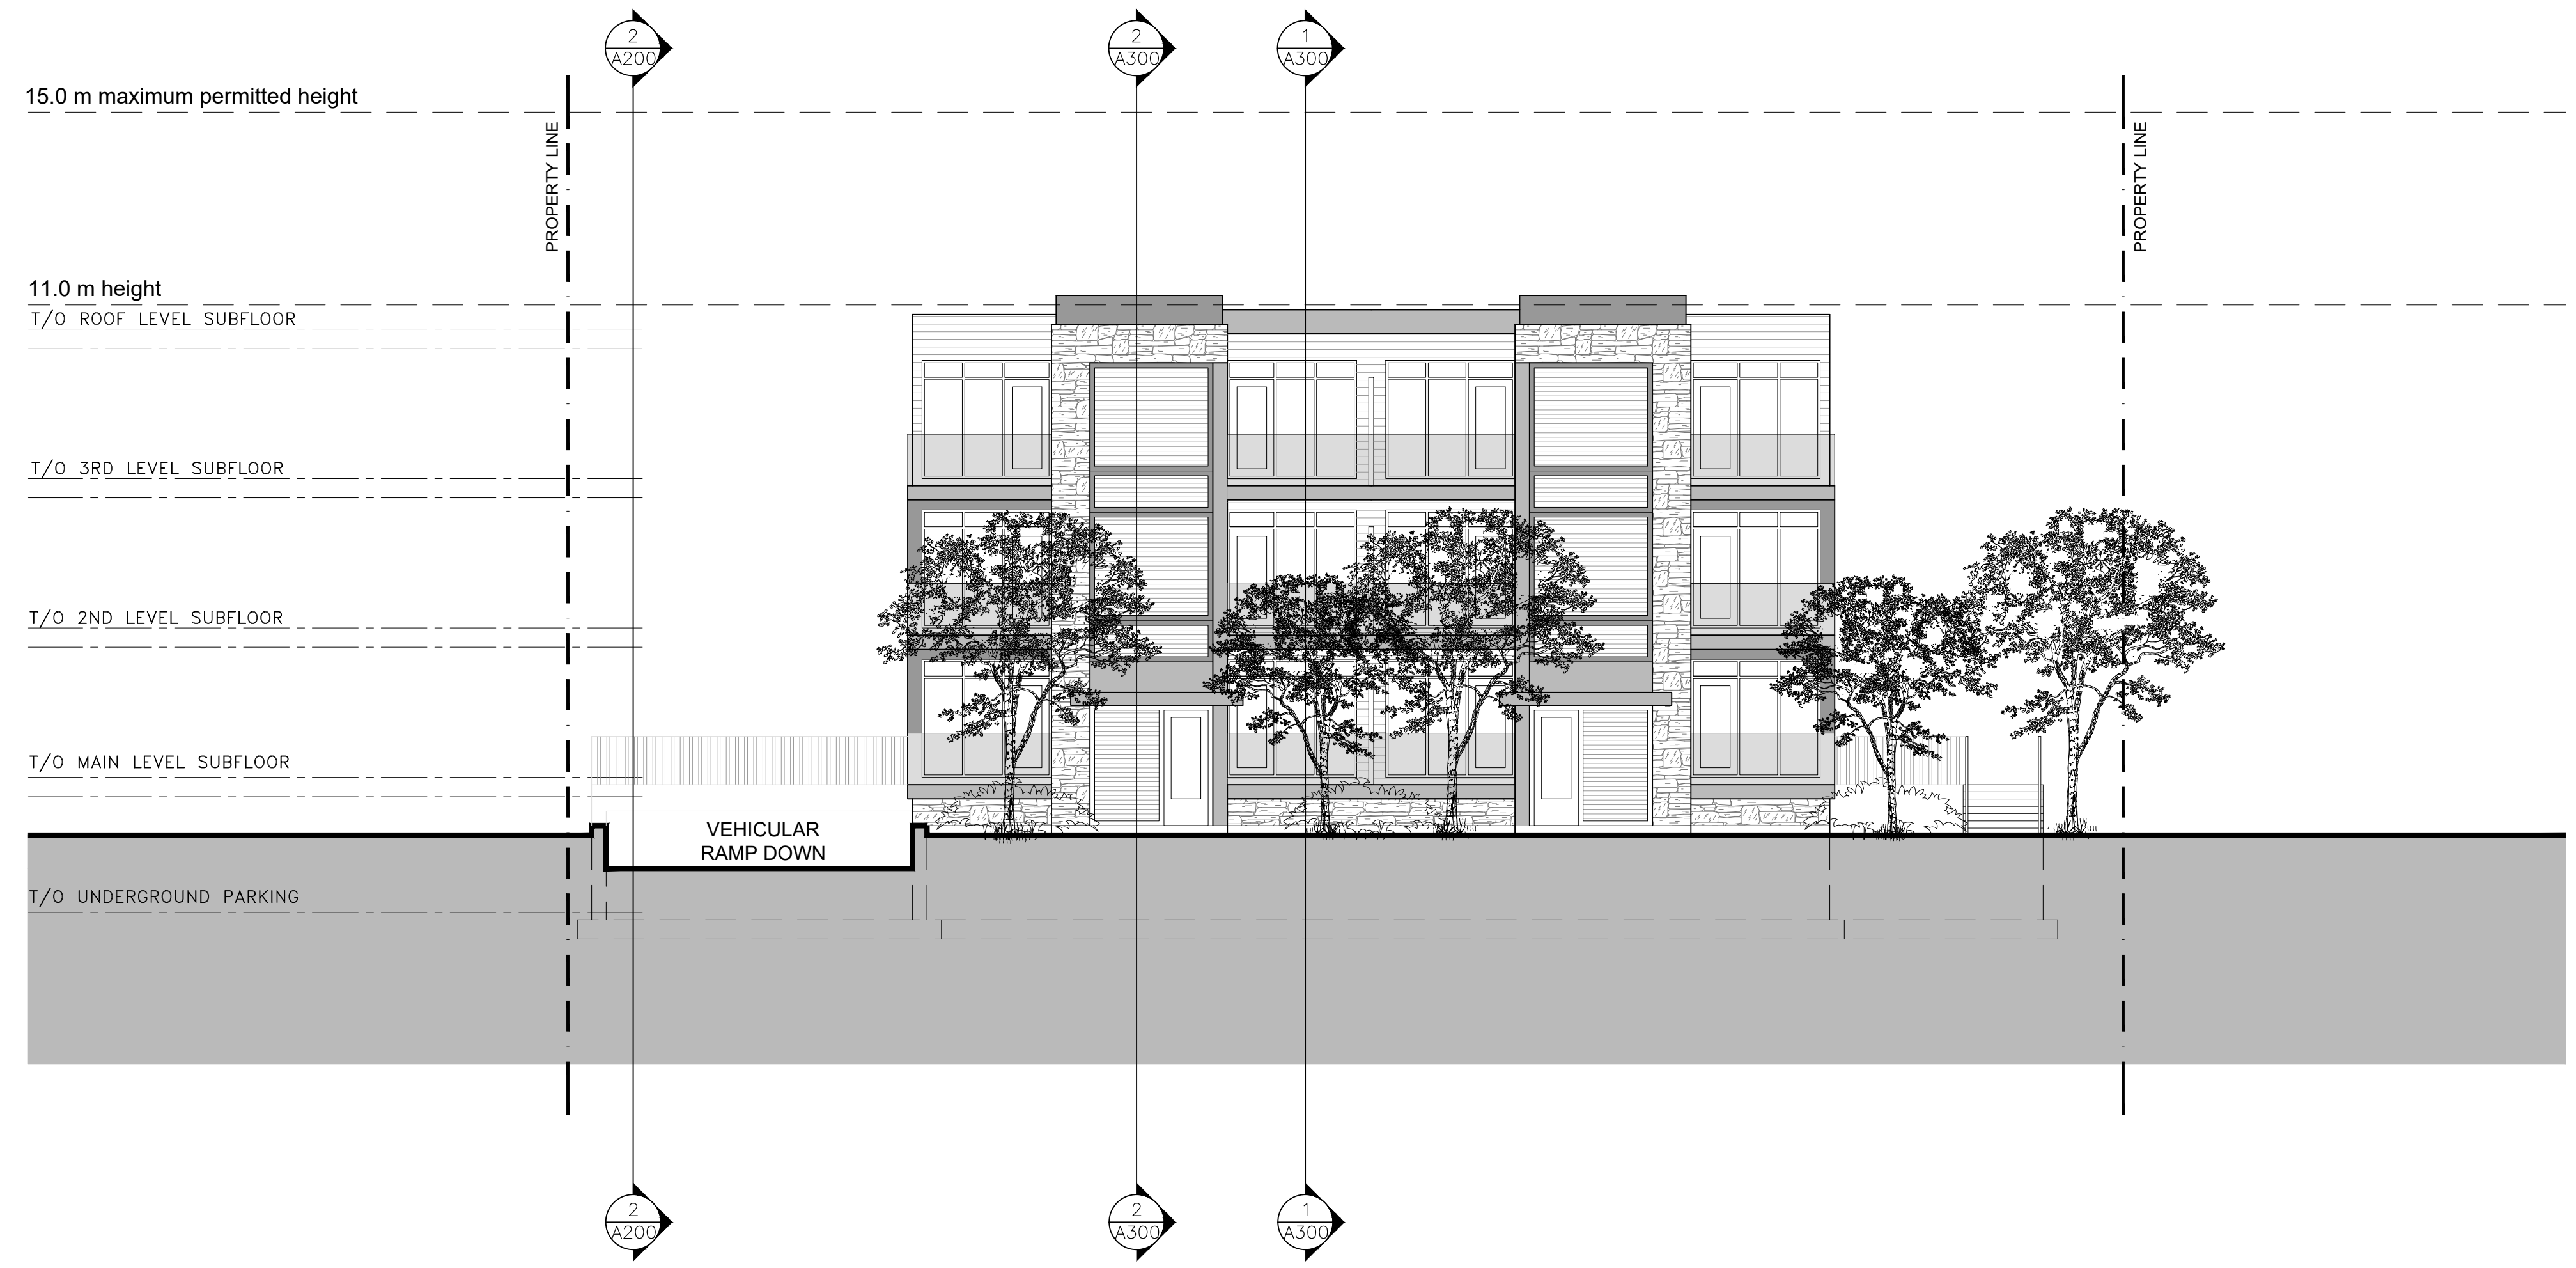 2
A200
2
A300
1
A300
15.0 m maximum permitted height
PROPERTY LINE
PROPERTY LINE
11.0 m height
T/O ROOF LEVEL SUBFLOOR
T/O 3RD LEVEL SUBFLOOR
T/O 2ND LEVEL SUBFLOOR
T/O MAIN LEVEL SUBFLOOR
VEHICULAR
RAMP DOWN
T/O UNDERGROUND PARKING
2
A200
2
A300
1
A300